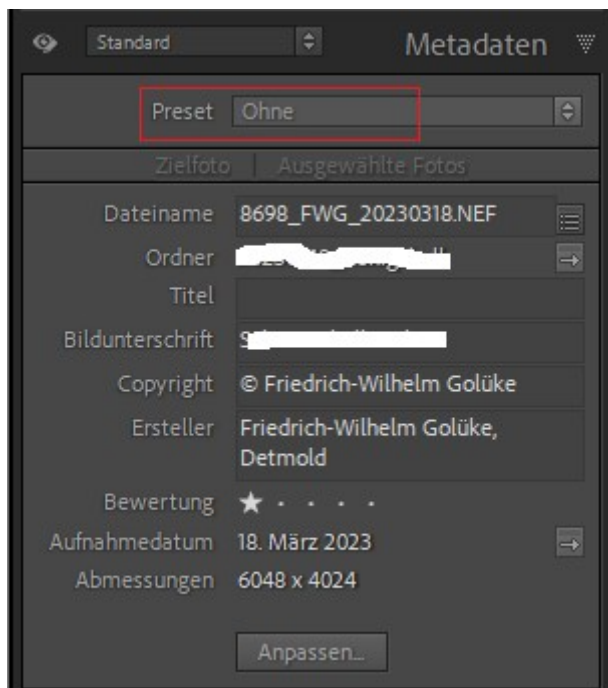 Standard Metadaten
Preset Ohne
Zielfoto | Ausgewählte Fotos
Dateiname 8698_FWG_20230318.NEF
Ordner
Titel
Bildunterschrift
Copyright © Friedrich-Wilhelm Golüke
Ersteller Friedrich-Wilhelm Golüke,
Detmold
Bewertung ★ · · · ·
Aufnahmedatum 18. März 2023
Abmessungen 6048 x 4024
Anpassen...